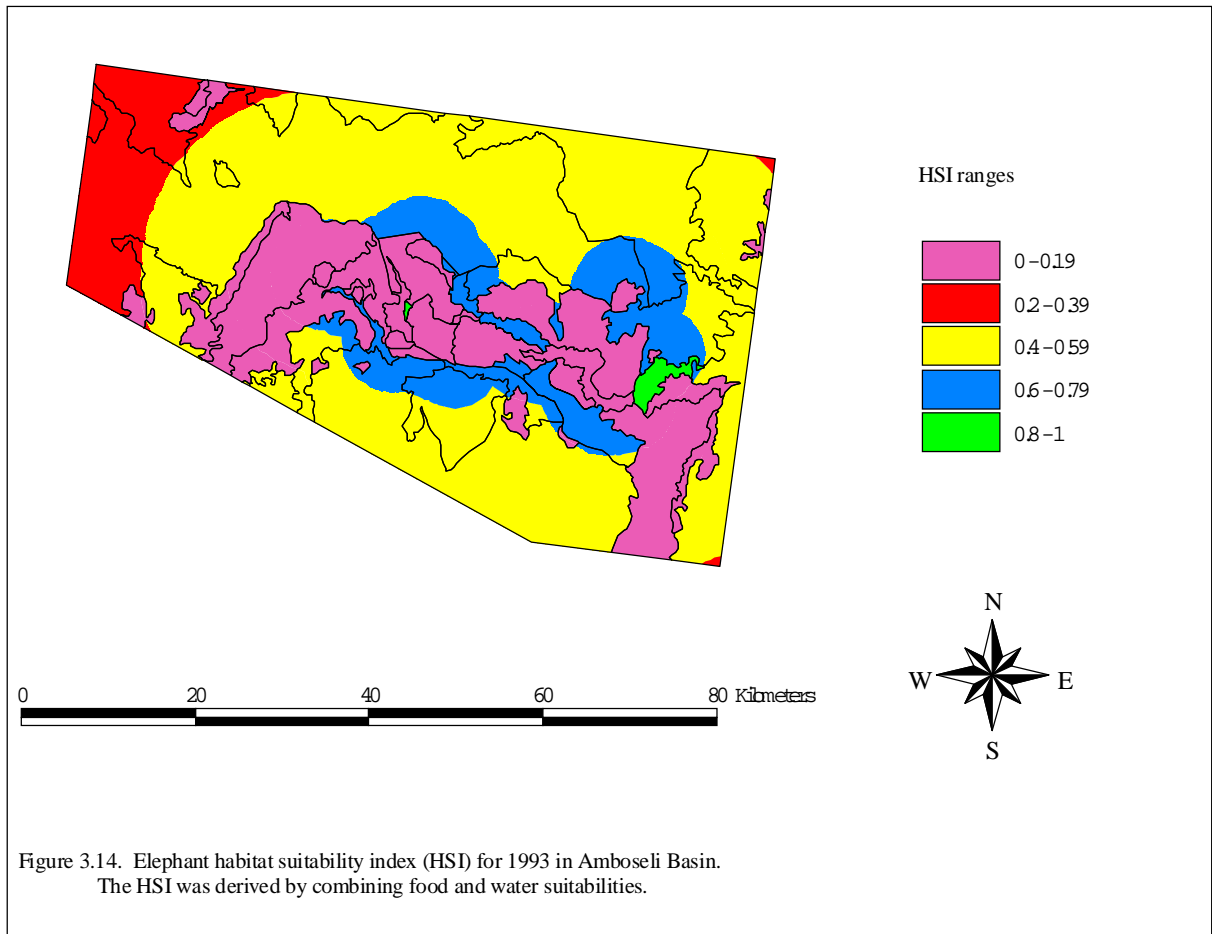 HSI ranges
0-0.19
0.2-0.39
0.4-0.59
0.6-0.79
0.8-1
N
W E
S
0 20 40 60 80 Kilometers
Figure 3.14. Elephant habitat suitability index (HSI) for 1993 in Amboseli Basin.
The HSI was derived by combining food and water suitabilities.